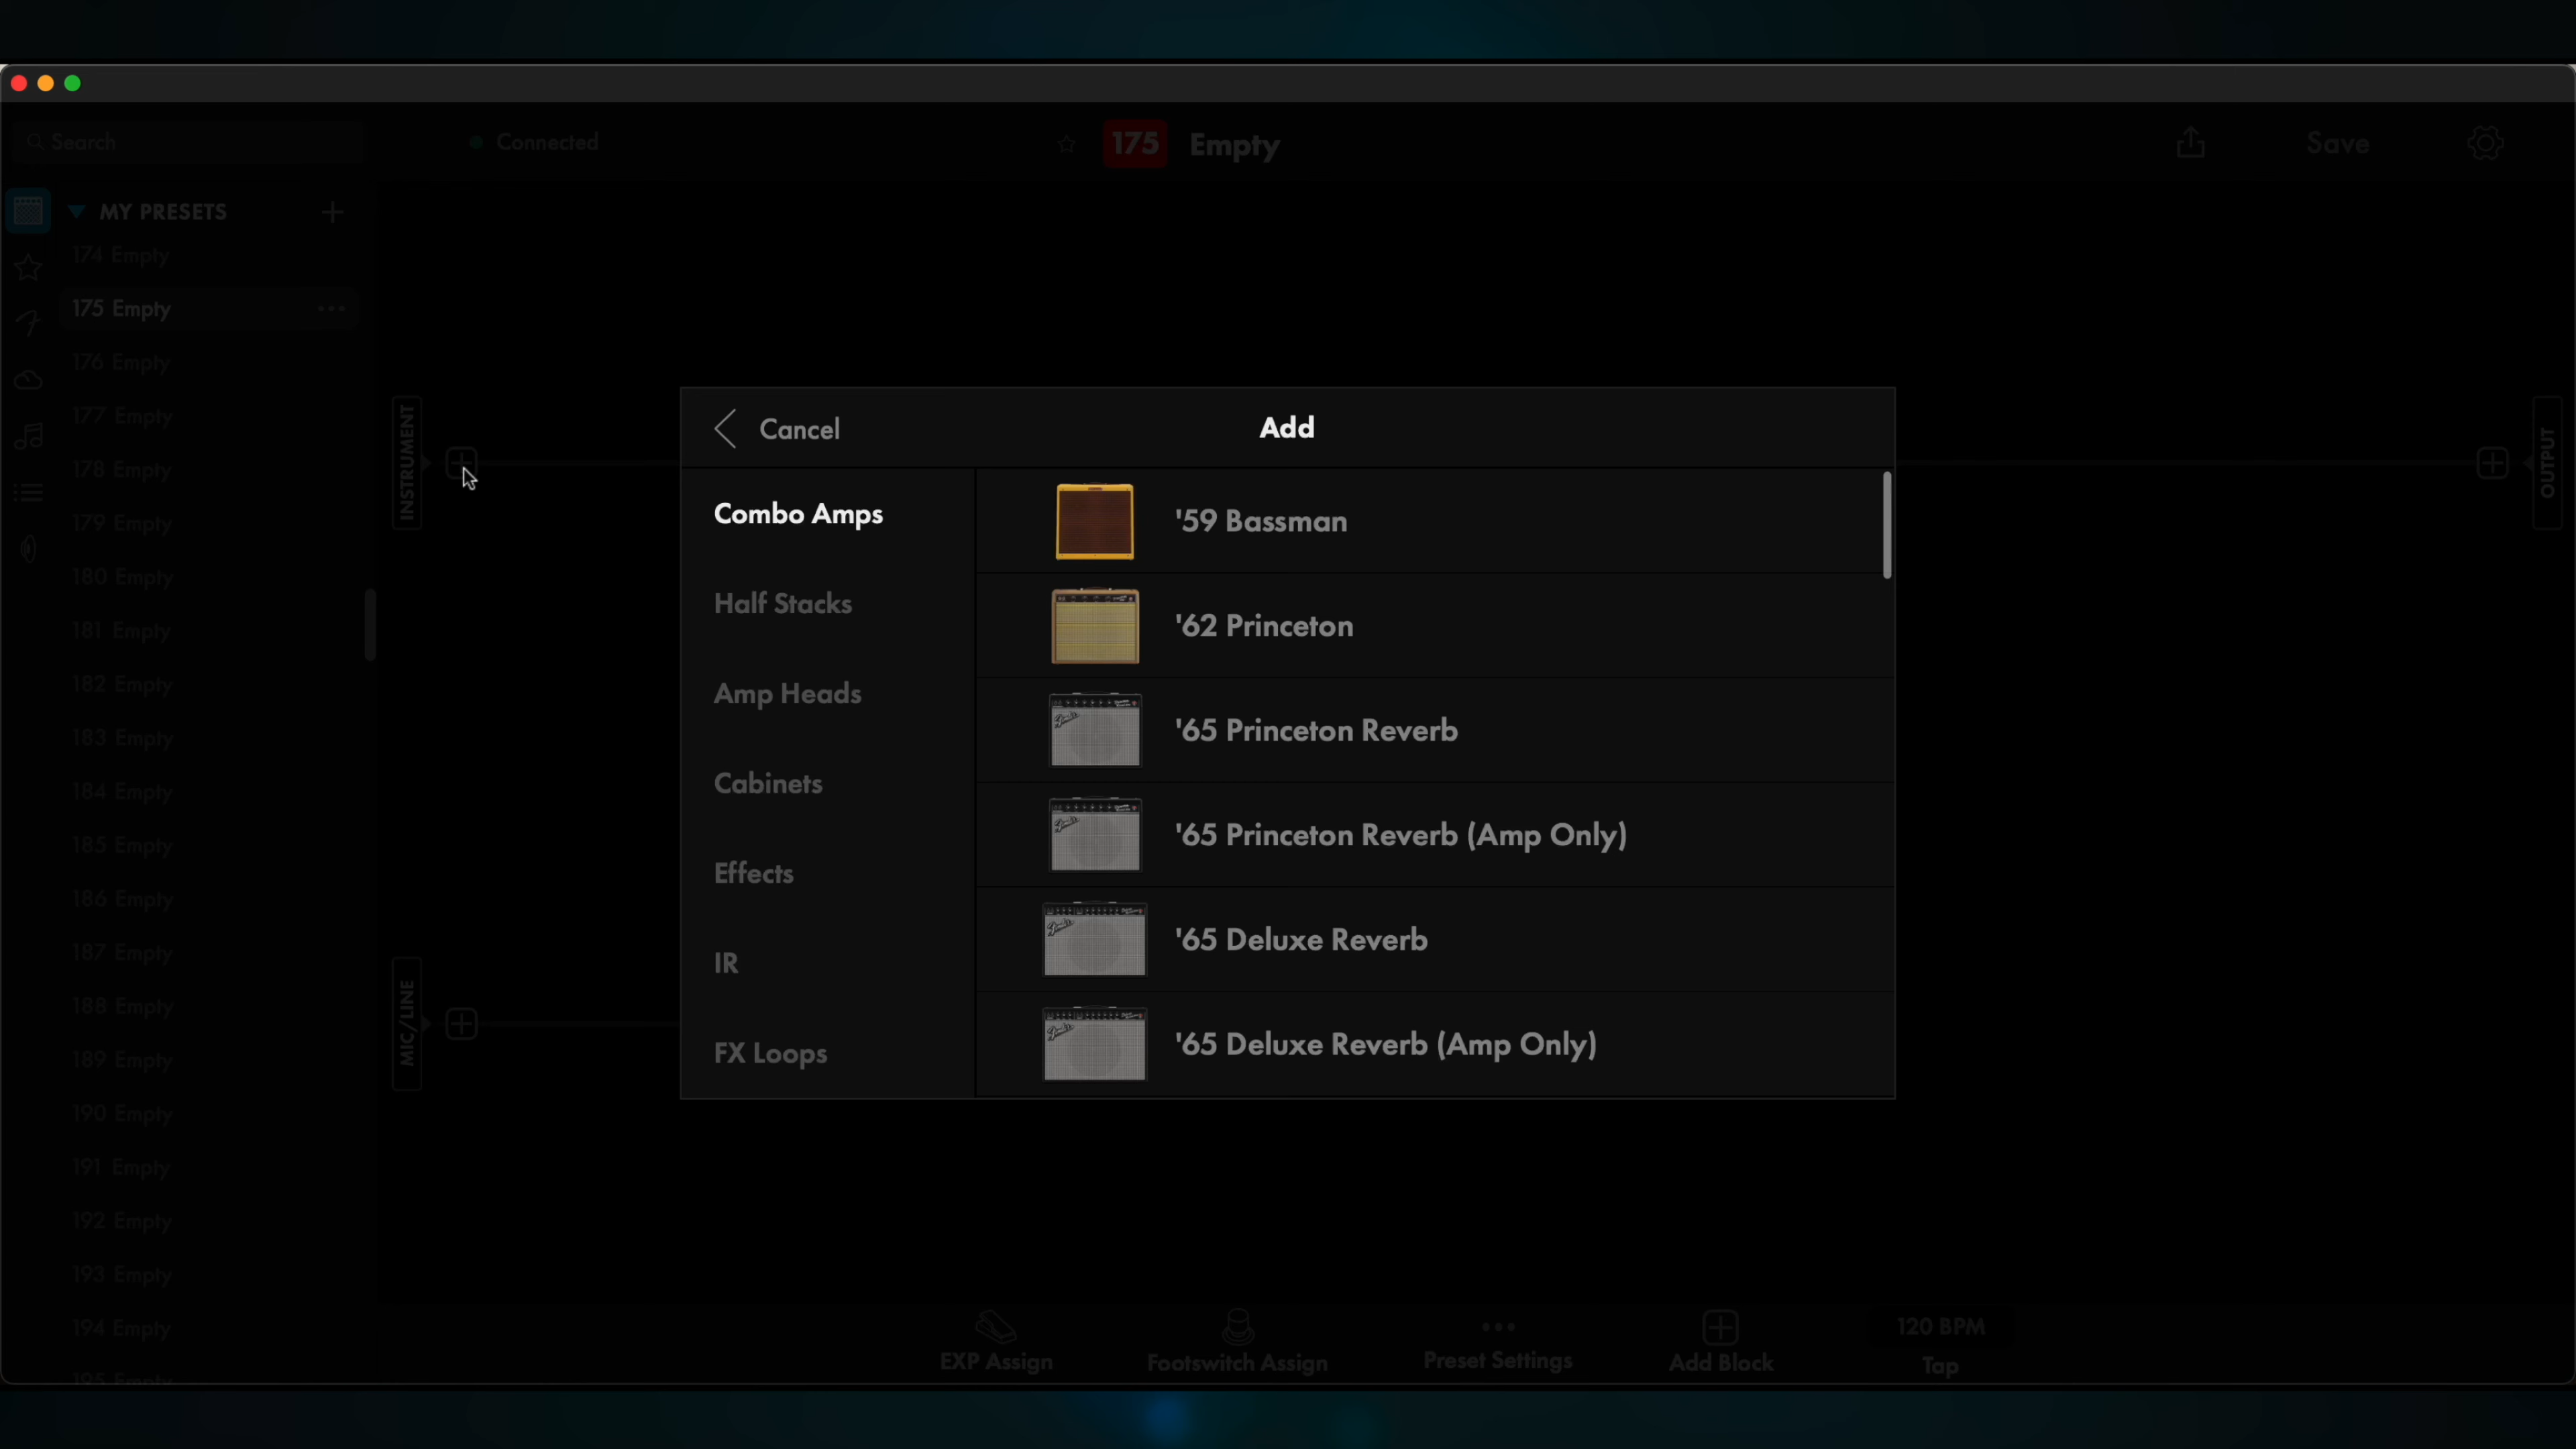 Search
Connected
175 Empty
Save
MY PRESETS
174 Empty
175 Empty
176 Empty
177 Empty
178 Empty
179 Empty
180 Empty
181 Empty
182 Empty
183 Empty
184 Empty
185 Empty
186 Empty
187 Empty
188 Empty
189 Empty
190 Empty
191 Empty
192 Empty
193 Empty
194 Empty
195 Empty
INSTRUMENT
MIC/LINE
Cancel
Add
Combo Amps
Half Stacks
Amp Heads
Cabinets
Effects
IR
FX Loops
'59 Bassman
'62 Princeton
'65 Princeton Reverb
'65 Princeton Reverb (Amp Only)
'65 Deluxe Reverb
'65 Deluxe Reverb (Amp Only)
OUTPUT
EXP Assign
Footswitch Assign
Preset Settings
Add Block
120 BPM
Tap